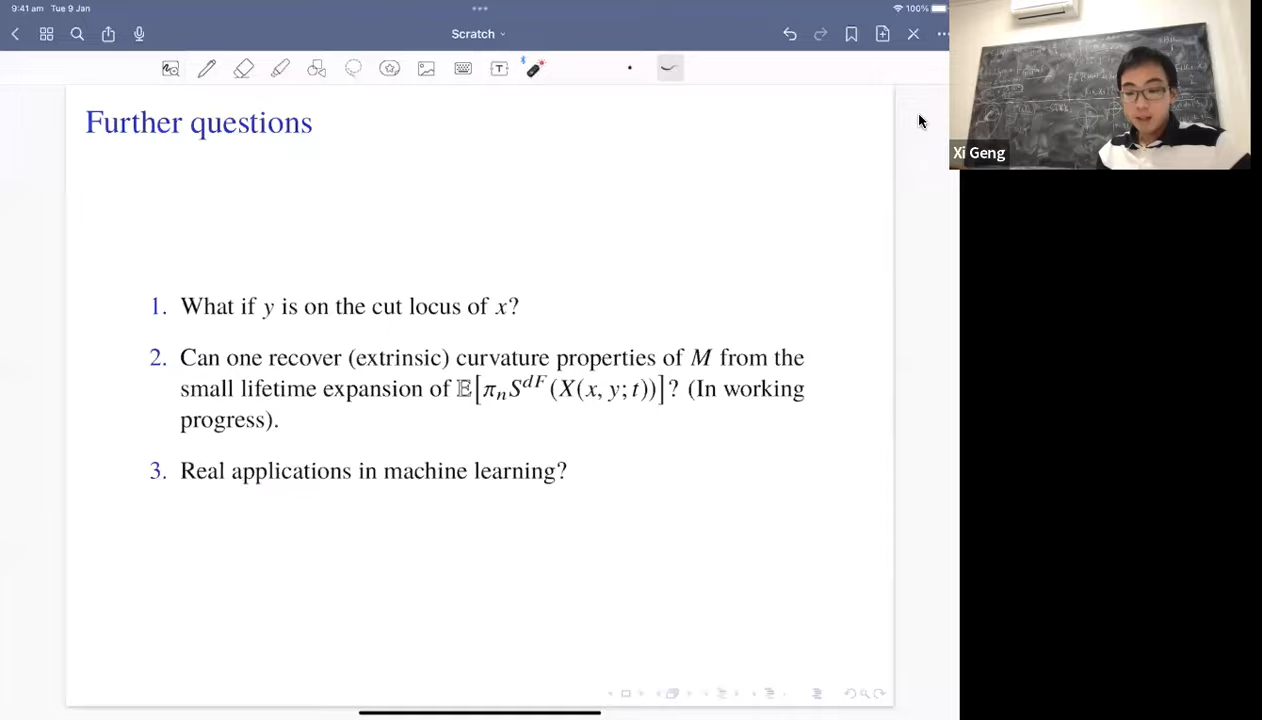 9:41 am Tue 9 Jan
100%
Scratch
Xi Geng
Further questions
1. What if y is on the cut locus of x?
2. Can one recover (extrinsic) curvature properties of M from the
small lifetime expansion of 𝔼[πₙS^{dF}(X(x, y; t))]? (In working
progress).
3. Real applications in machine learning?